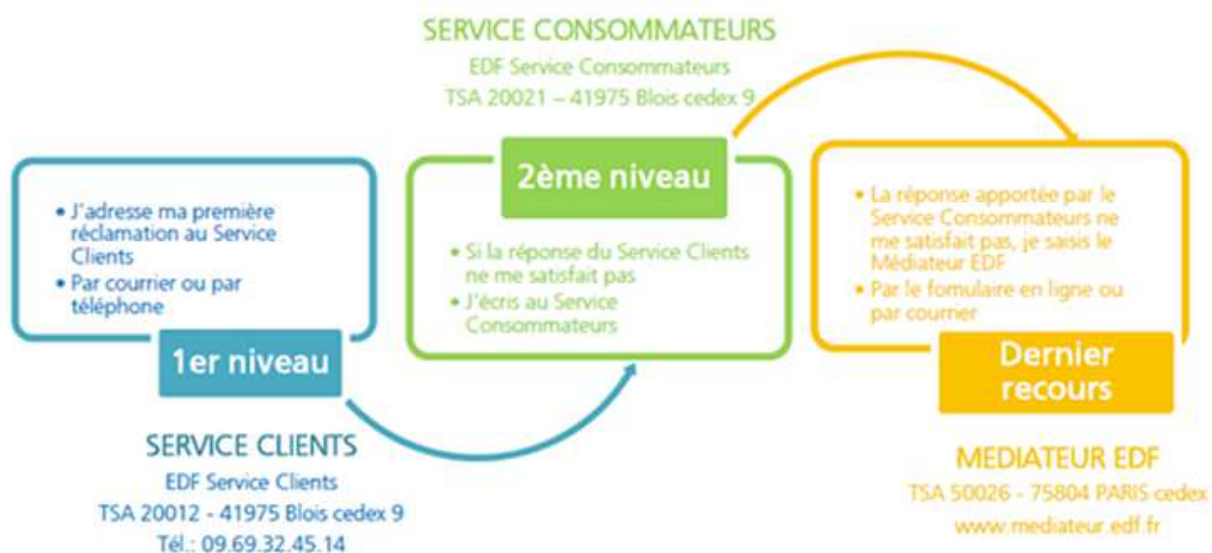 • J'adresse ma première
réclamation au Service
Clients
• Par courrier ou par
téléphone
1er niveau
SERVICE CLIENTS
EDF Service Clients
TSA 20012 - 41975 Blois cedex 9
Tél.: 09.69.32.45.14
SERVICE CONSOMMATEURS
EDF Service Consommateurs
TSA 20021 – 41975 Blois cedex 9
2ème niveau
• Si la réponse du Service Clients
ne me satisfait pas
• J'écris au Service
Consommateurs
• La réponse apportée par le
Service Consommateurs ne
me satisfait pas, je saisis le
Médiateur EDF
• Par le fomulaire en ligne ou
par courrier
Dernier
recours
MEDIATEUR EDF
TSA 50026 - 75804 PARIS cedex
www.mediateur.edf.fr